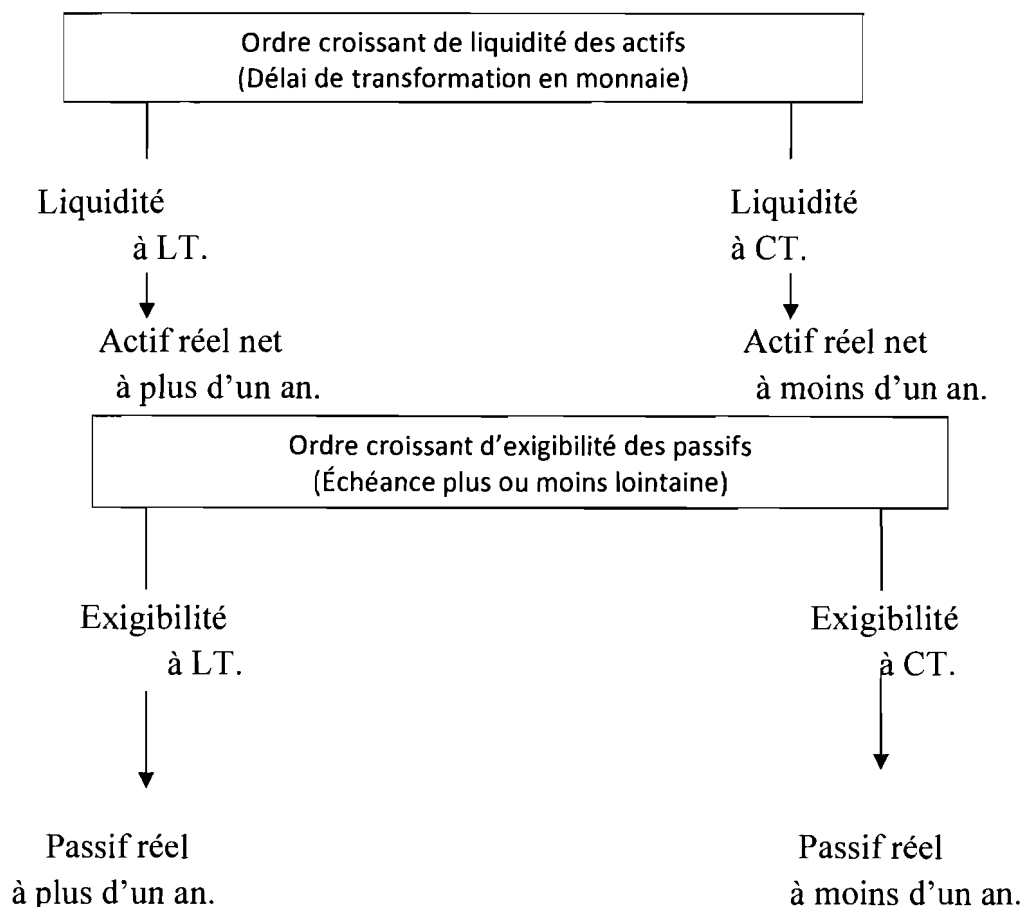 Ordre croissant de liquidité des actifs
(Délai de transformation en monnaie)
Liquidité
à LT.
Liquidité
à CT.
Actif réel net
à plus d'un an.
Actif réel net
à moins d'un an.
Ordre croissant d'exigibilité des passifs
(Échéance plus ou moins lointaine)
Exigibilité
à LT.
Exigibilité
à CT.
Passif réel
à plus d'un an.
Passif réel
à moins d'un an.